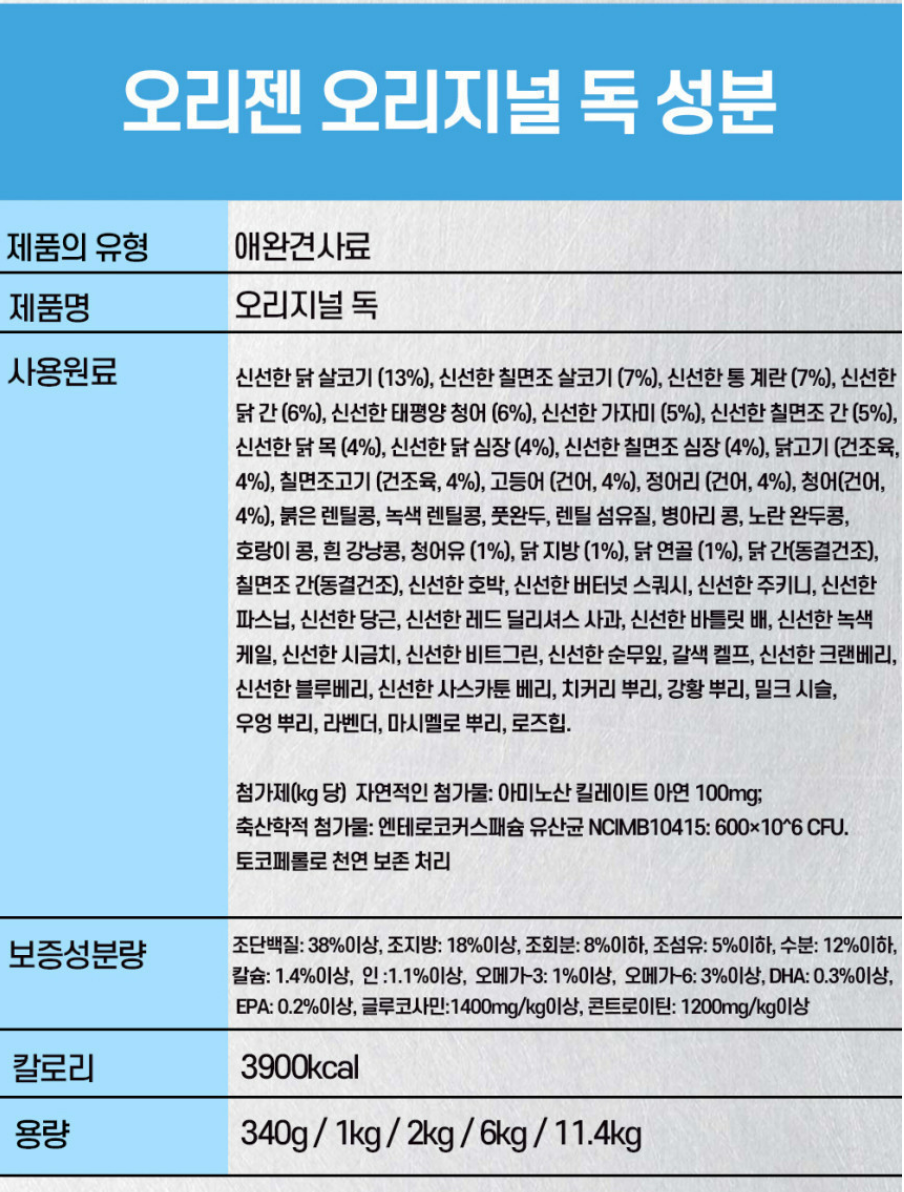 오리젠 오리지널 독 성분
제품의 유형 애완견사료
제품명 오리지널 독
사용원료
신선한 닭 살코기 (13%), 신선한 칠면조 살코기 (7%), 신선한 통 계란 (7%), 신선한
닭 간 (6%), 신선한 태평양 청어 (6%), 신선한 가자미 (5%), 신선한 칠면조 간 (5%),
신선한 닭 목 (4%), 신선한 닭 심장 (4%), 신선한 칠면조 심장 (4%), 닭고기 (건조육,
4%), 칠면조고기 (건조육, 4%), 고등어 (건어, 4%), 정어리 (건어, 4%), 청어(건어,
4%), 붉은 렌틸콩, 녹색 렌틸콩, 풋완두, 렌틸 섬유질, 병아리 콩, 노란 완두콩,
호랑이 콩, 흰 강낭콩, 청어유 (1%), 닭 지방 (1%), 닭 연골 (1%), 닭 간(동결건조),
칠면조 간(동결건조), 신선한 호박, 신선한 버터넛 스쿼시, 신선한 주키니, 신선한
파스닙, 신선한 당근, 신선한 레드 딜리셔스 사과, 신선한 바틀릿 배, 신선한 녹색
케일, 신선한 시금치, 신선한 비트그린, 신선한 순무잎, 갈색 켈프, 신선한 크랜베리,
신선한 블루베리, 신선한 사스카툰 베리, 치커리 뿌리, 강황 뿌리, 밀크 시슬,
우엉 뿌리, 라벤더, 마시멜로 뿌리, 로즈힙.
첨가제(kg 당) 자연적인 첨가물: 아미노산 킬레이트 아연 100mg;
축산학적 첨가물: 엔테로코커스패슘 유산균 NCIMB10415: 600×10^6 CFU.
토코페롤로 천연 보존 처리
보증성분량
조단백질: 38%이상, 조지방: 18%이상, 조회분: 8%이하, 조섬유: 5%이하, 수분: 12%이하,
칼슘: 1.4%이상, 인 :1.1%이상, 오메가-3: 1%이상, 오메가-6: 3%이상, DHA: 0.3%이상,
EPA: 0.2%이상, 글루코사민:1400mg/kg이상, 콘트로이틴: 1200mg/kg이상
칼로리 3900kcal
용량 340g / 1kg / 2kg / 6kg / 11.4kg